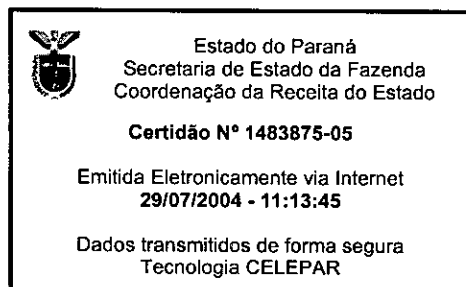 Estado do Paraná
Secretaria de Estado da Fazenda
Coordenação da Receita do Estado
Certidão Nº 1483875-05
Emitida Eletronicamente via Internet
29/07/2004 - 11:13:45
Dados transmitidos de forma segura
Tecnologia CELEPAR